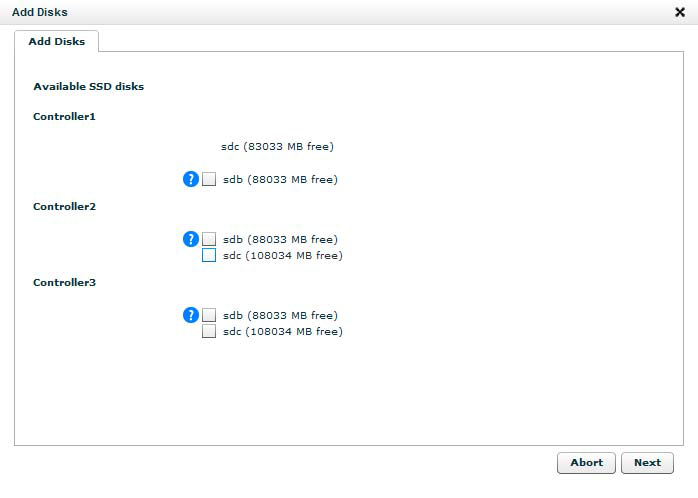 Add Disks
Add Disks
Available SSD disks
Controller1
sdc (83033 MB free)
? sdb (88033 MB free)
Controller2
? sdb (88033 MB free)
sdc (108034 MB free)
Controller3
? sdb (88033 MB free)
sdc (108034 MB free)
Abort Next